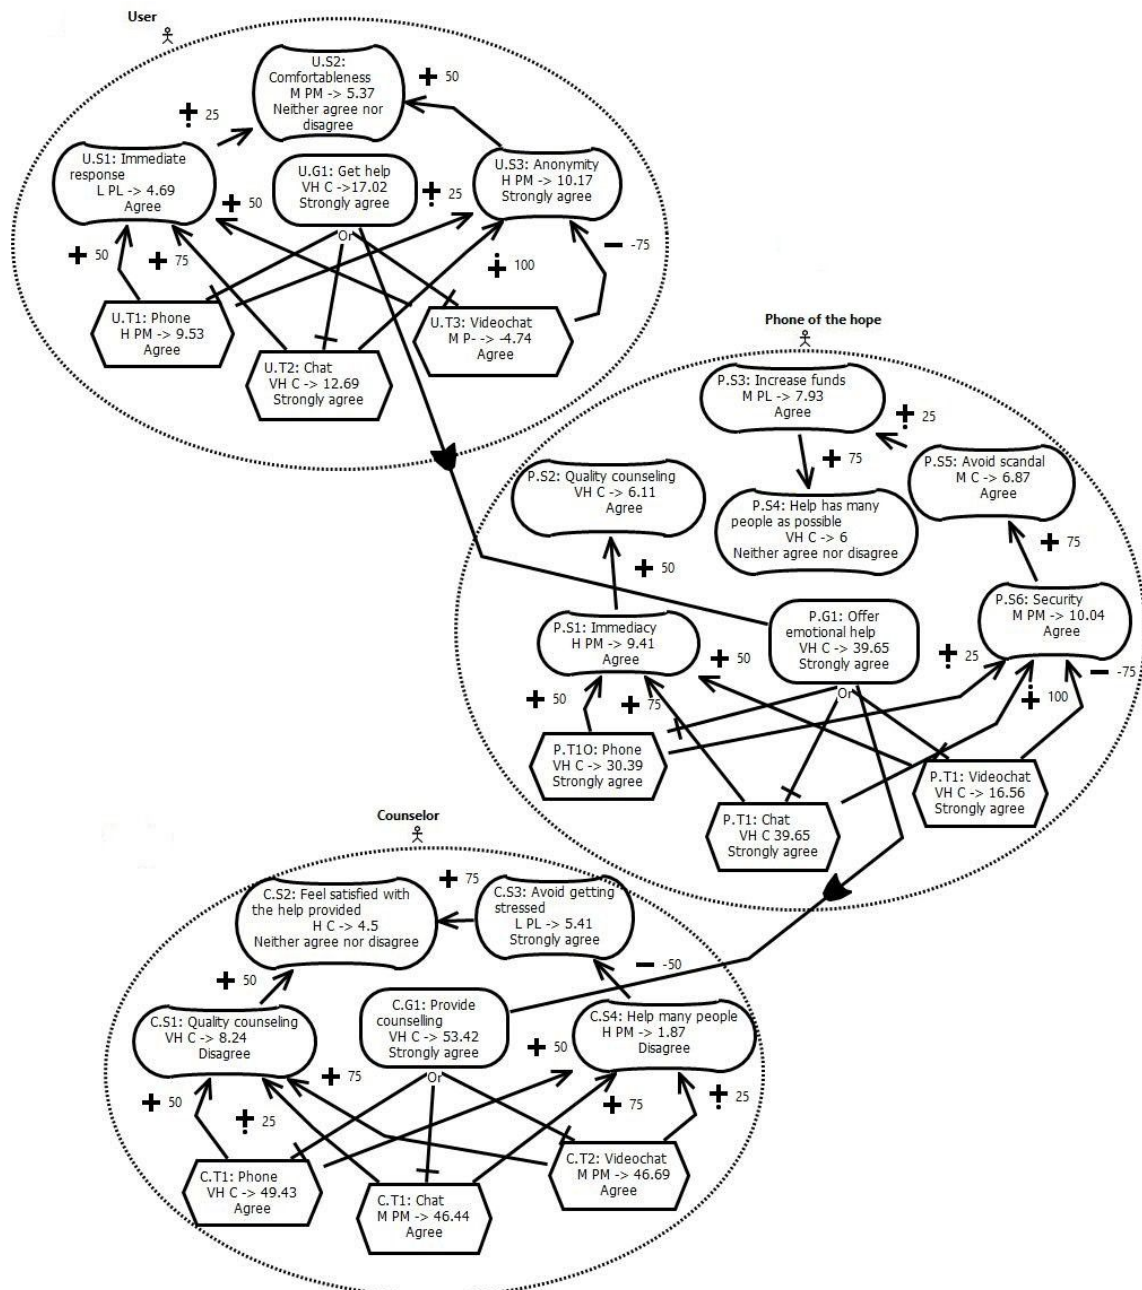 User
U.S2:
Comfortableness
M PM -> 5.37
Neither agree nor
disagree
+ 50
+ 25
U.S1: Immediate
response
L PL -> 4.69
Agree
U.G1: Get help
VH C ->17.02
Strongly agree
U.S3: Anonymity
H PM -> 10.17
Strongly agree
+ 50
+ 25
Or
+ 50
+ 75
+ 100
- -75
U.T1: Phone
H PM -> 9.53
Agree
U.T2: Chat
VH C -> 12.69
Strongly agree
U.T3: Videochat
M P- -> -4.74
Agree
Phone of the hope
P.S3: Increase funds
M PL -> 7.93
Agree
+ 25
+ 75
P.S2: Quality counseling
VH C -> 6.11
Agree
P.S4: Help has many
people as possible
VH C -> 6
Neither agree nor disagree
P.S5: Avoid scandal
M C -> 6.87
Agree
+ 50
+ 75
P.S1: Immediacy
H PM -> 9.41
Agree
P.G1: Offer
emotional help
VH C -> 39.65
Strongly agree
P.S6: Security
M PM -> 10.04
Agree
+ 50
+ 25
- -75
Or
+ 50
+ 75
+ 100
P.T1O: Phone
VH C -> 30.39
Strongly agree
P.T1: Chat
VH C 39.65
Strongly agree
P.T1: Videochat
VH C -> 16.56
Strongly agree
Counselor
C.S2: Feel satisfied with
the help provided
H C -> 4.5
Neither agree nor disagree
+ 75
C.S3: Avoid getting
stressed
L PL -> 5.41
Strongly agree
+ 50
- -50
C.S1: Quality counseling
VH C -> 8.24
Disagree
C.G1: Provide
counselling
VH C -> 53.42
Strongly agree
C.S4: Help many people
H PM -> 1.87
Disagree
+ 50
+ 75
Or
+ 50
+ 25
+ 75
+ 25
C.T1: Phone
VH C -> 49.43
Agree
C.T1: Chat
M PM -> 46.44
Agree
C.T2: Videochat
M PM -> 46.69
Agree